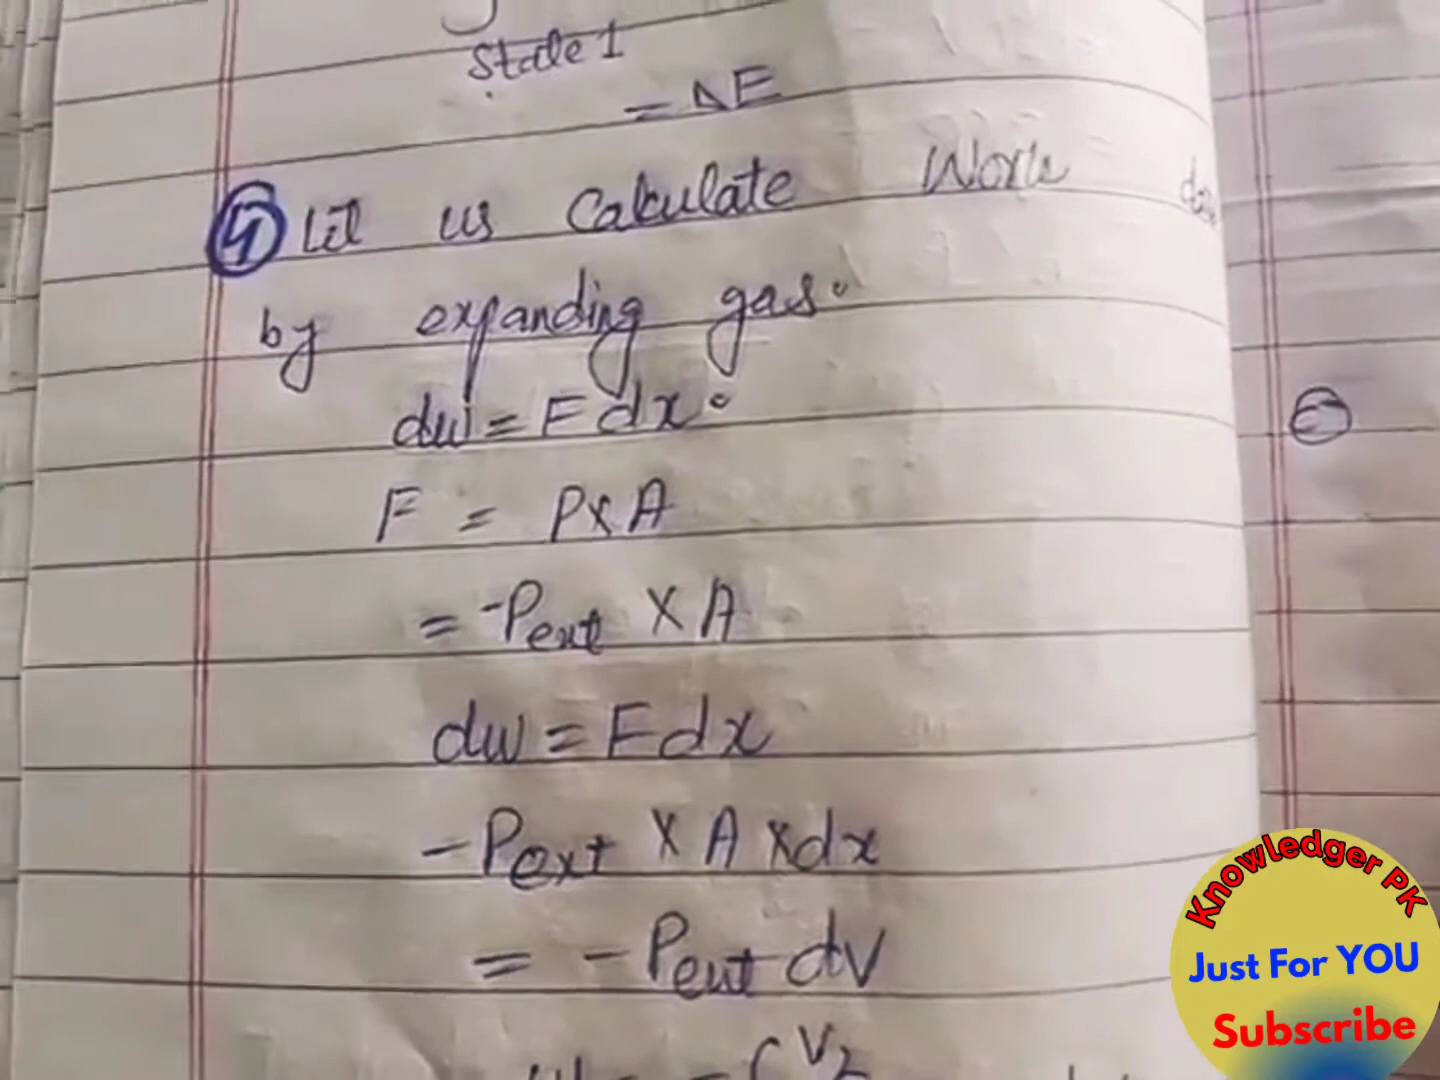 State 1
= ΔE
4 Let us Calculate Work
by expanding gas.
dw = F dx.
F = P x A
= -Pext x A
dw = F dx
- Pext x A x dx
= - Pext dV
V2
Knowledger PK
Just For YOU
Subscribe